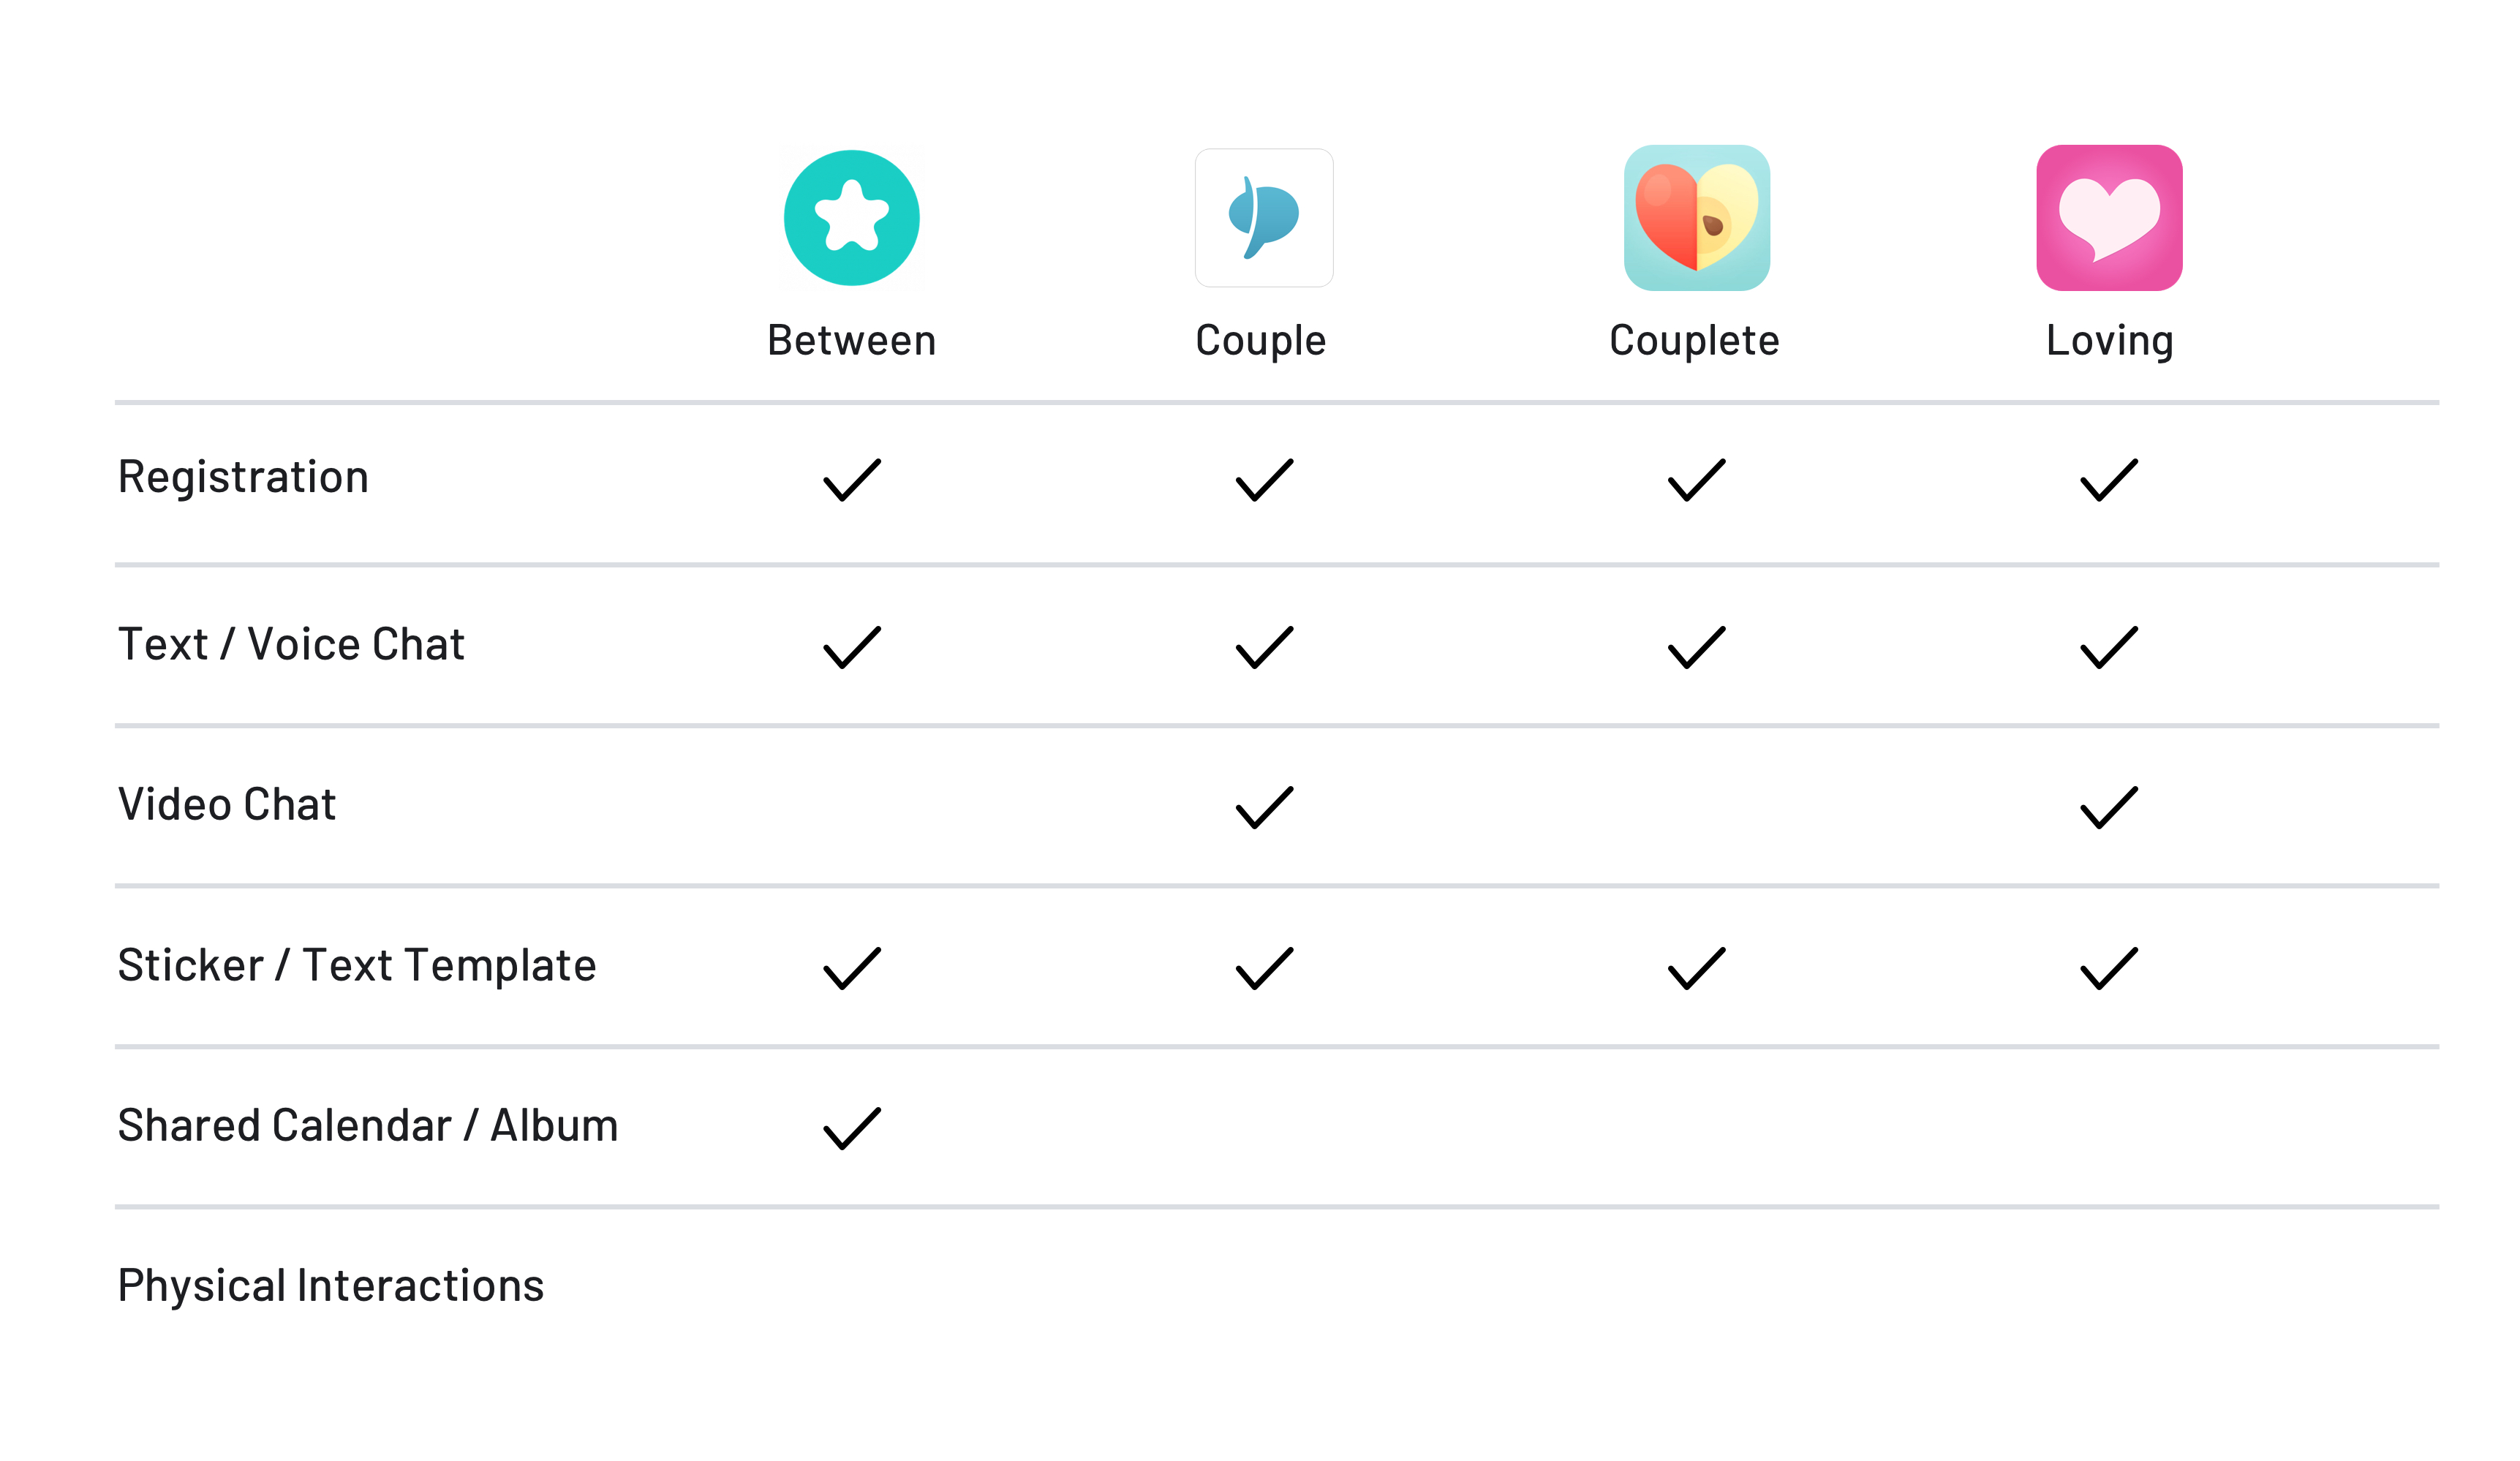 Between Couple Couplete Loving
Registration
Text / Voice Chat
Video Chat
Sticker / Text Template
Shared Calendar / Album
Physical Interactions